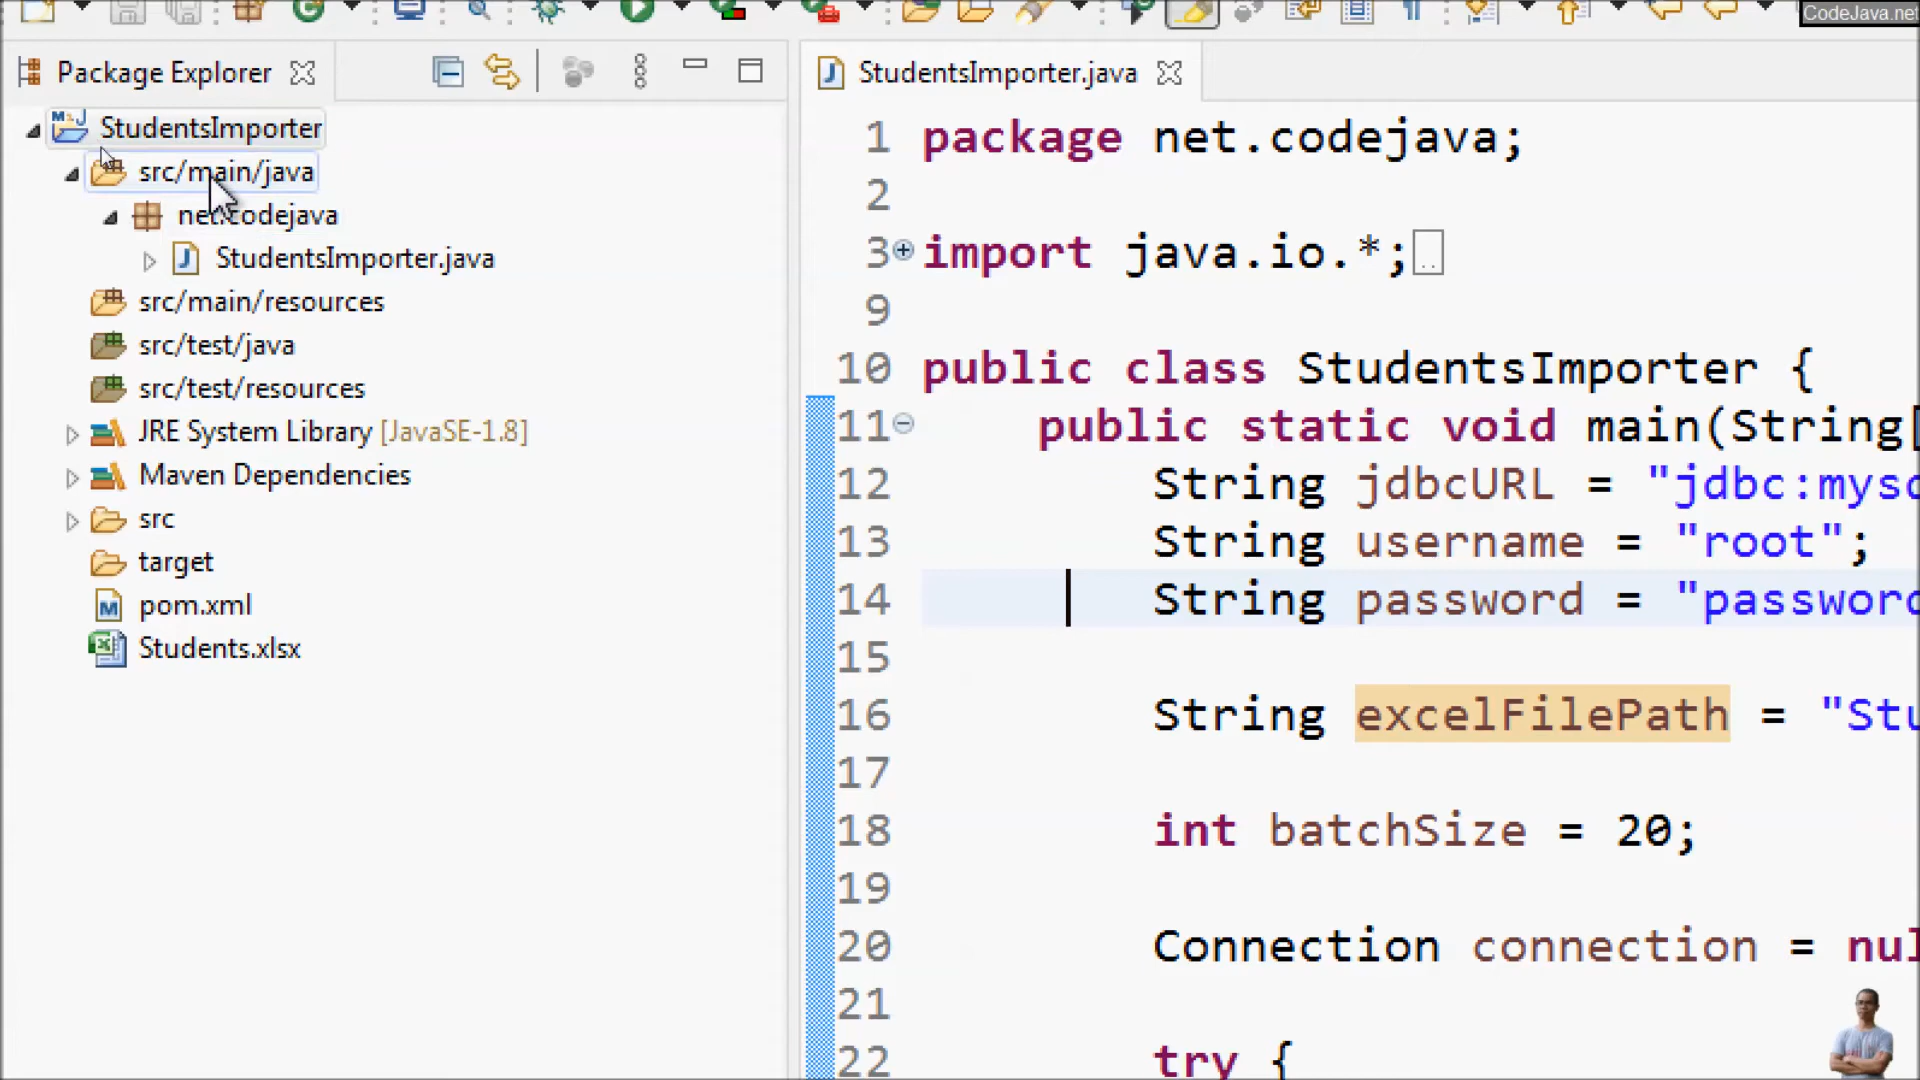 CodeJava.net
Package Explorer
StudentsImporter
src/main/java
net.codejava
StudentsImporter.java
src/main/resources
src/test/java
src/test/resources
JRE System Library [JavaSE-1.8]
Maven Dependencies
src
target
pom.xml
Students.xlsx
StudentsImporter.java
1 package net.codejava;
2
3 import java.io.*;
9
10 public class StudentsImporter {
11 public static void main(String[
12 String jdbcURL = "jdbc:mysq
13 String username = "root";
14 String password = "password
15
16 String excelFilePath = "Stu
17
18 int batchSize = 20;
19
20 Connection connection = nul
21
22 try {